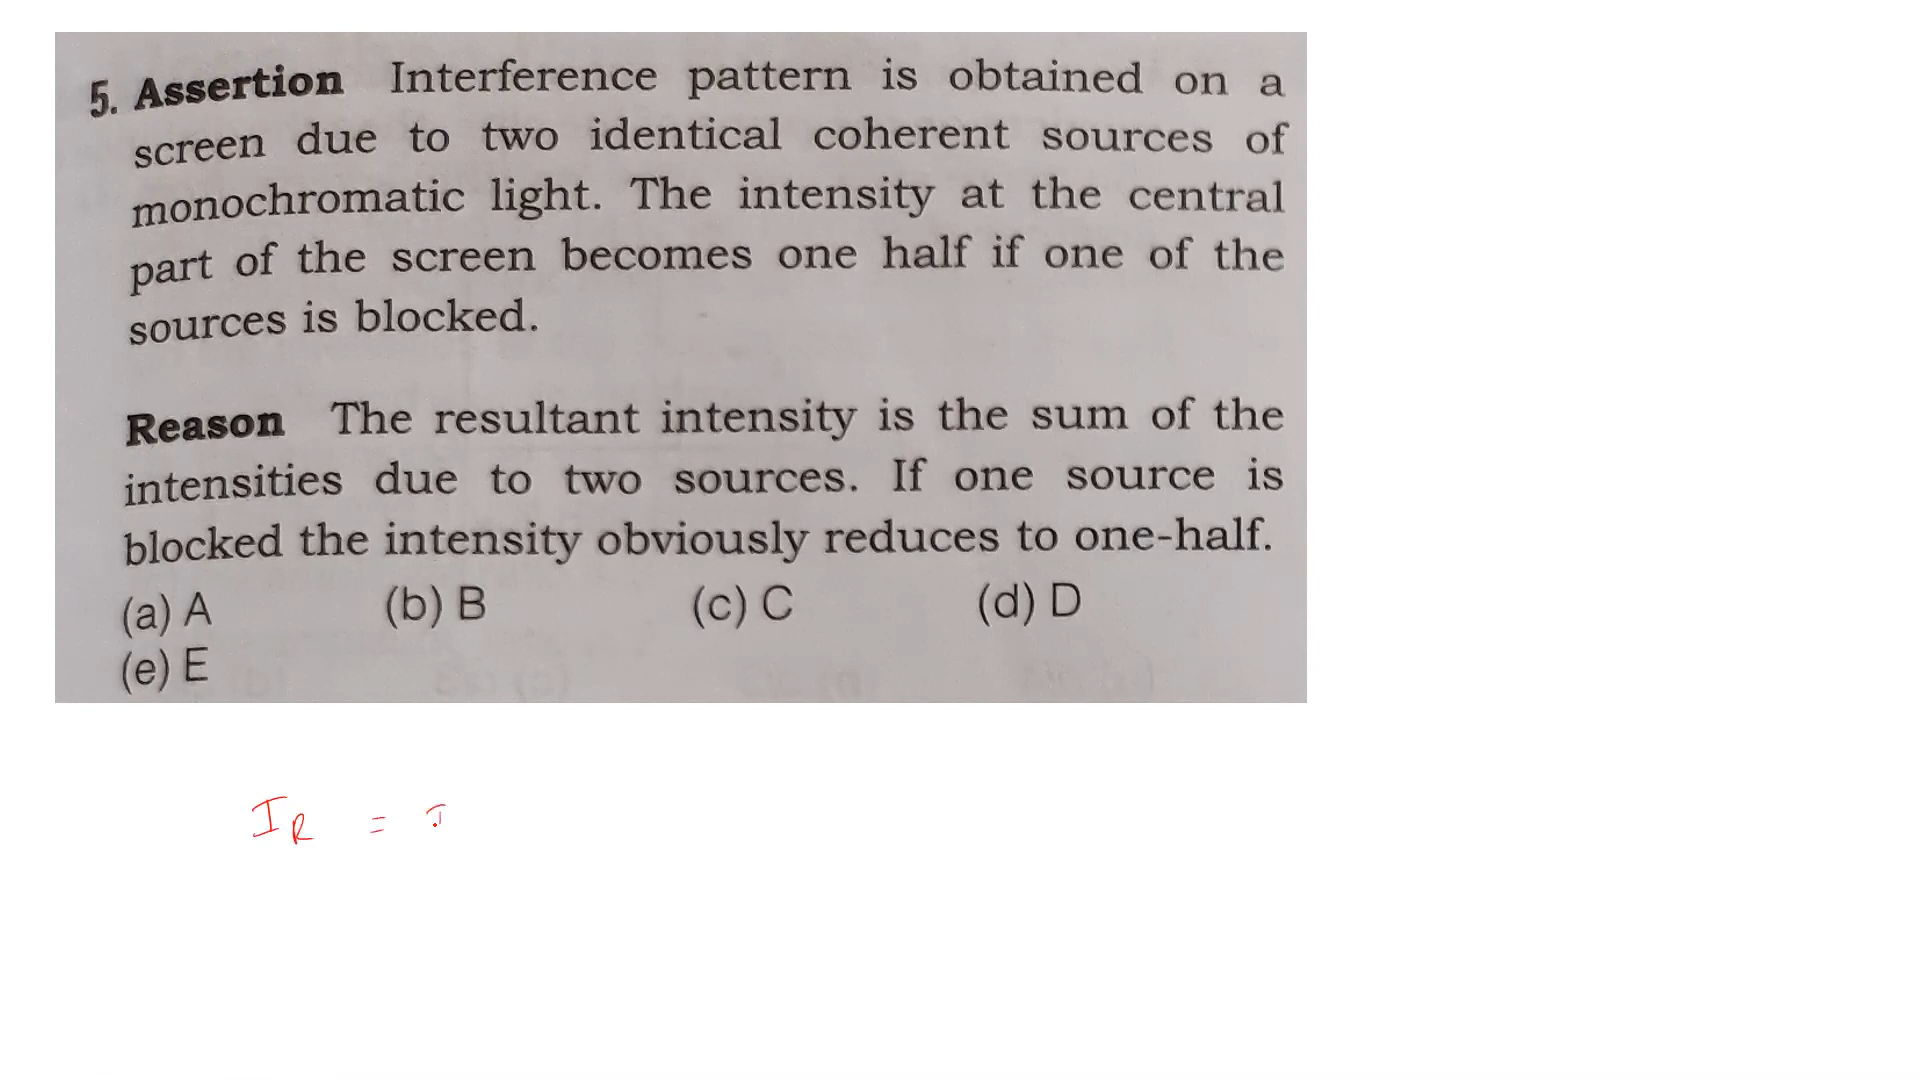 5. Assertion Interference pattern is obtained on a
screen due to two identical coherent sources of
monochromatic light. The intensity at the central
part of the screen becomes one half if one of the
sources is blocked.
Reason The resultant intensity is the sum of the
intensities due to two sources. If one source is
blocked the intensity obviously reduces to one-half.
(a) A (b) B (c) C (d) D
(e) E
I_R =